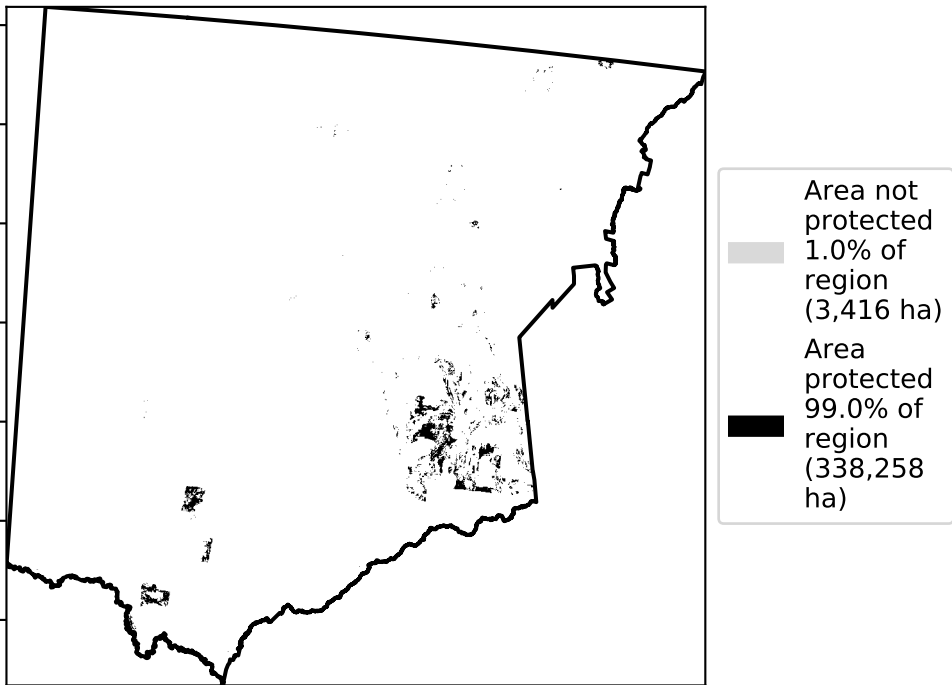 Area not
protected
1.0% of
region
(3,416 ha)
Area
protected
99.0% of
region
(338,258
ha)